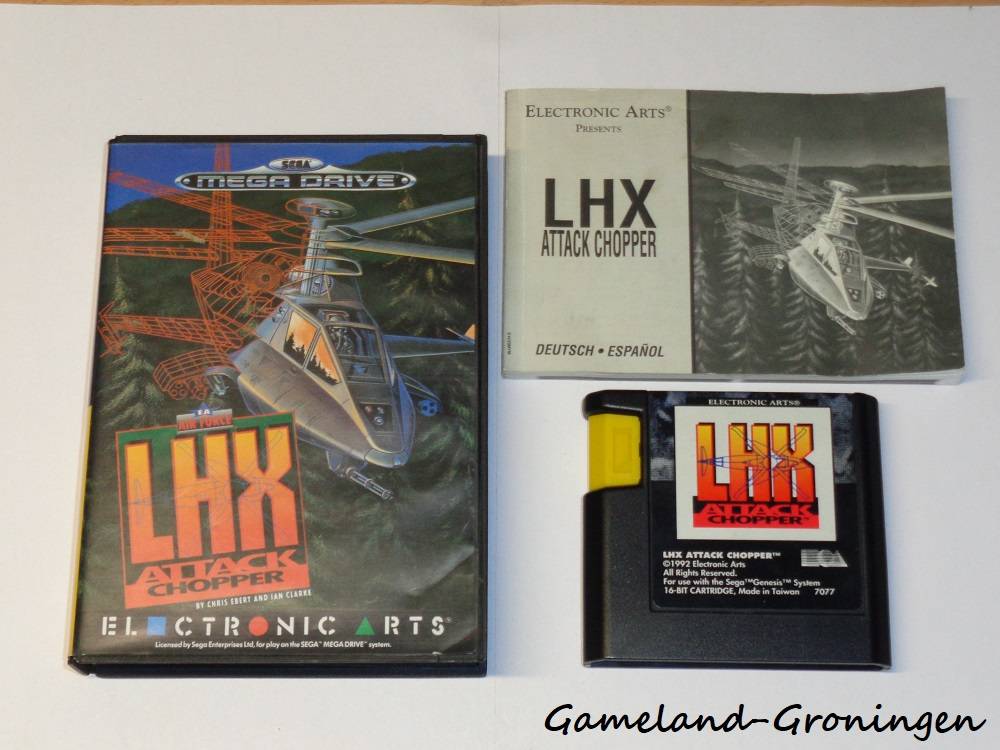 SEGA
MEGA DRIVE
EA
AIR FORCE
LHX
ATTACK
CHOPPER
BY CHRIS EBERT AND IAN CLARKE
ELECTRONIC ARTS®
Licensed by Sega Enterprises Ltd, for play on the SEGA™ MEGA DRIVE™ system.
ELECTRONIC ARTS®
PRESENTS
LHX
ATTACK CHOPPER
DEUTSCH • ESPAÑOL
ELECTRONIC ARTS®
LHX
ATTACK
CHOPPER™
LHX ATTACK CHOPPER™
©1992 Electronic Arts
All Rights Reserved.
For use with the Sega™Genesis™ System
16-BIT CARTRIDGE, Made in Taiwan 7077
Gameland-Groningen